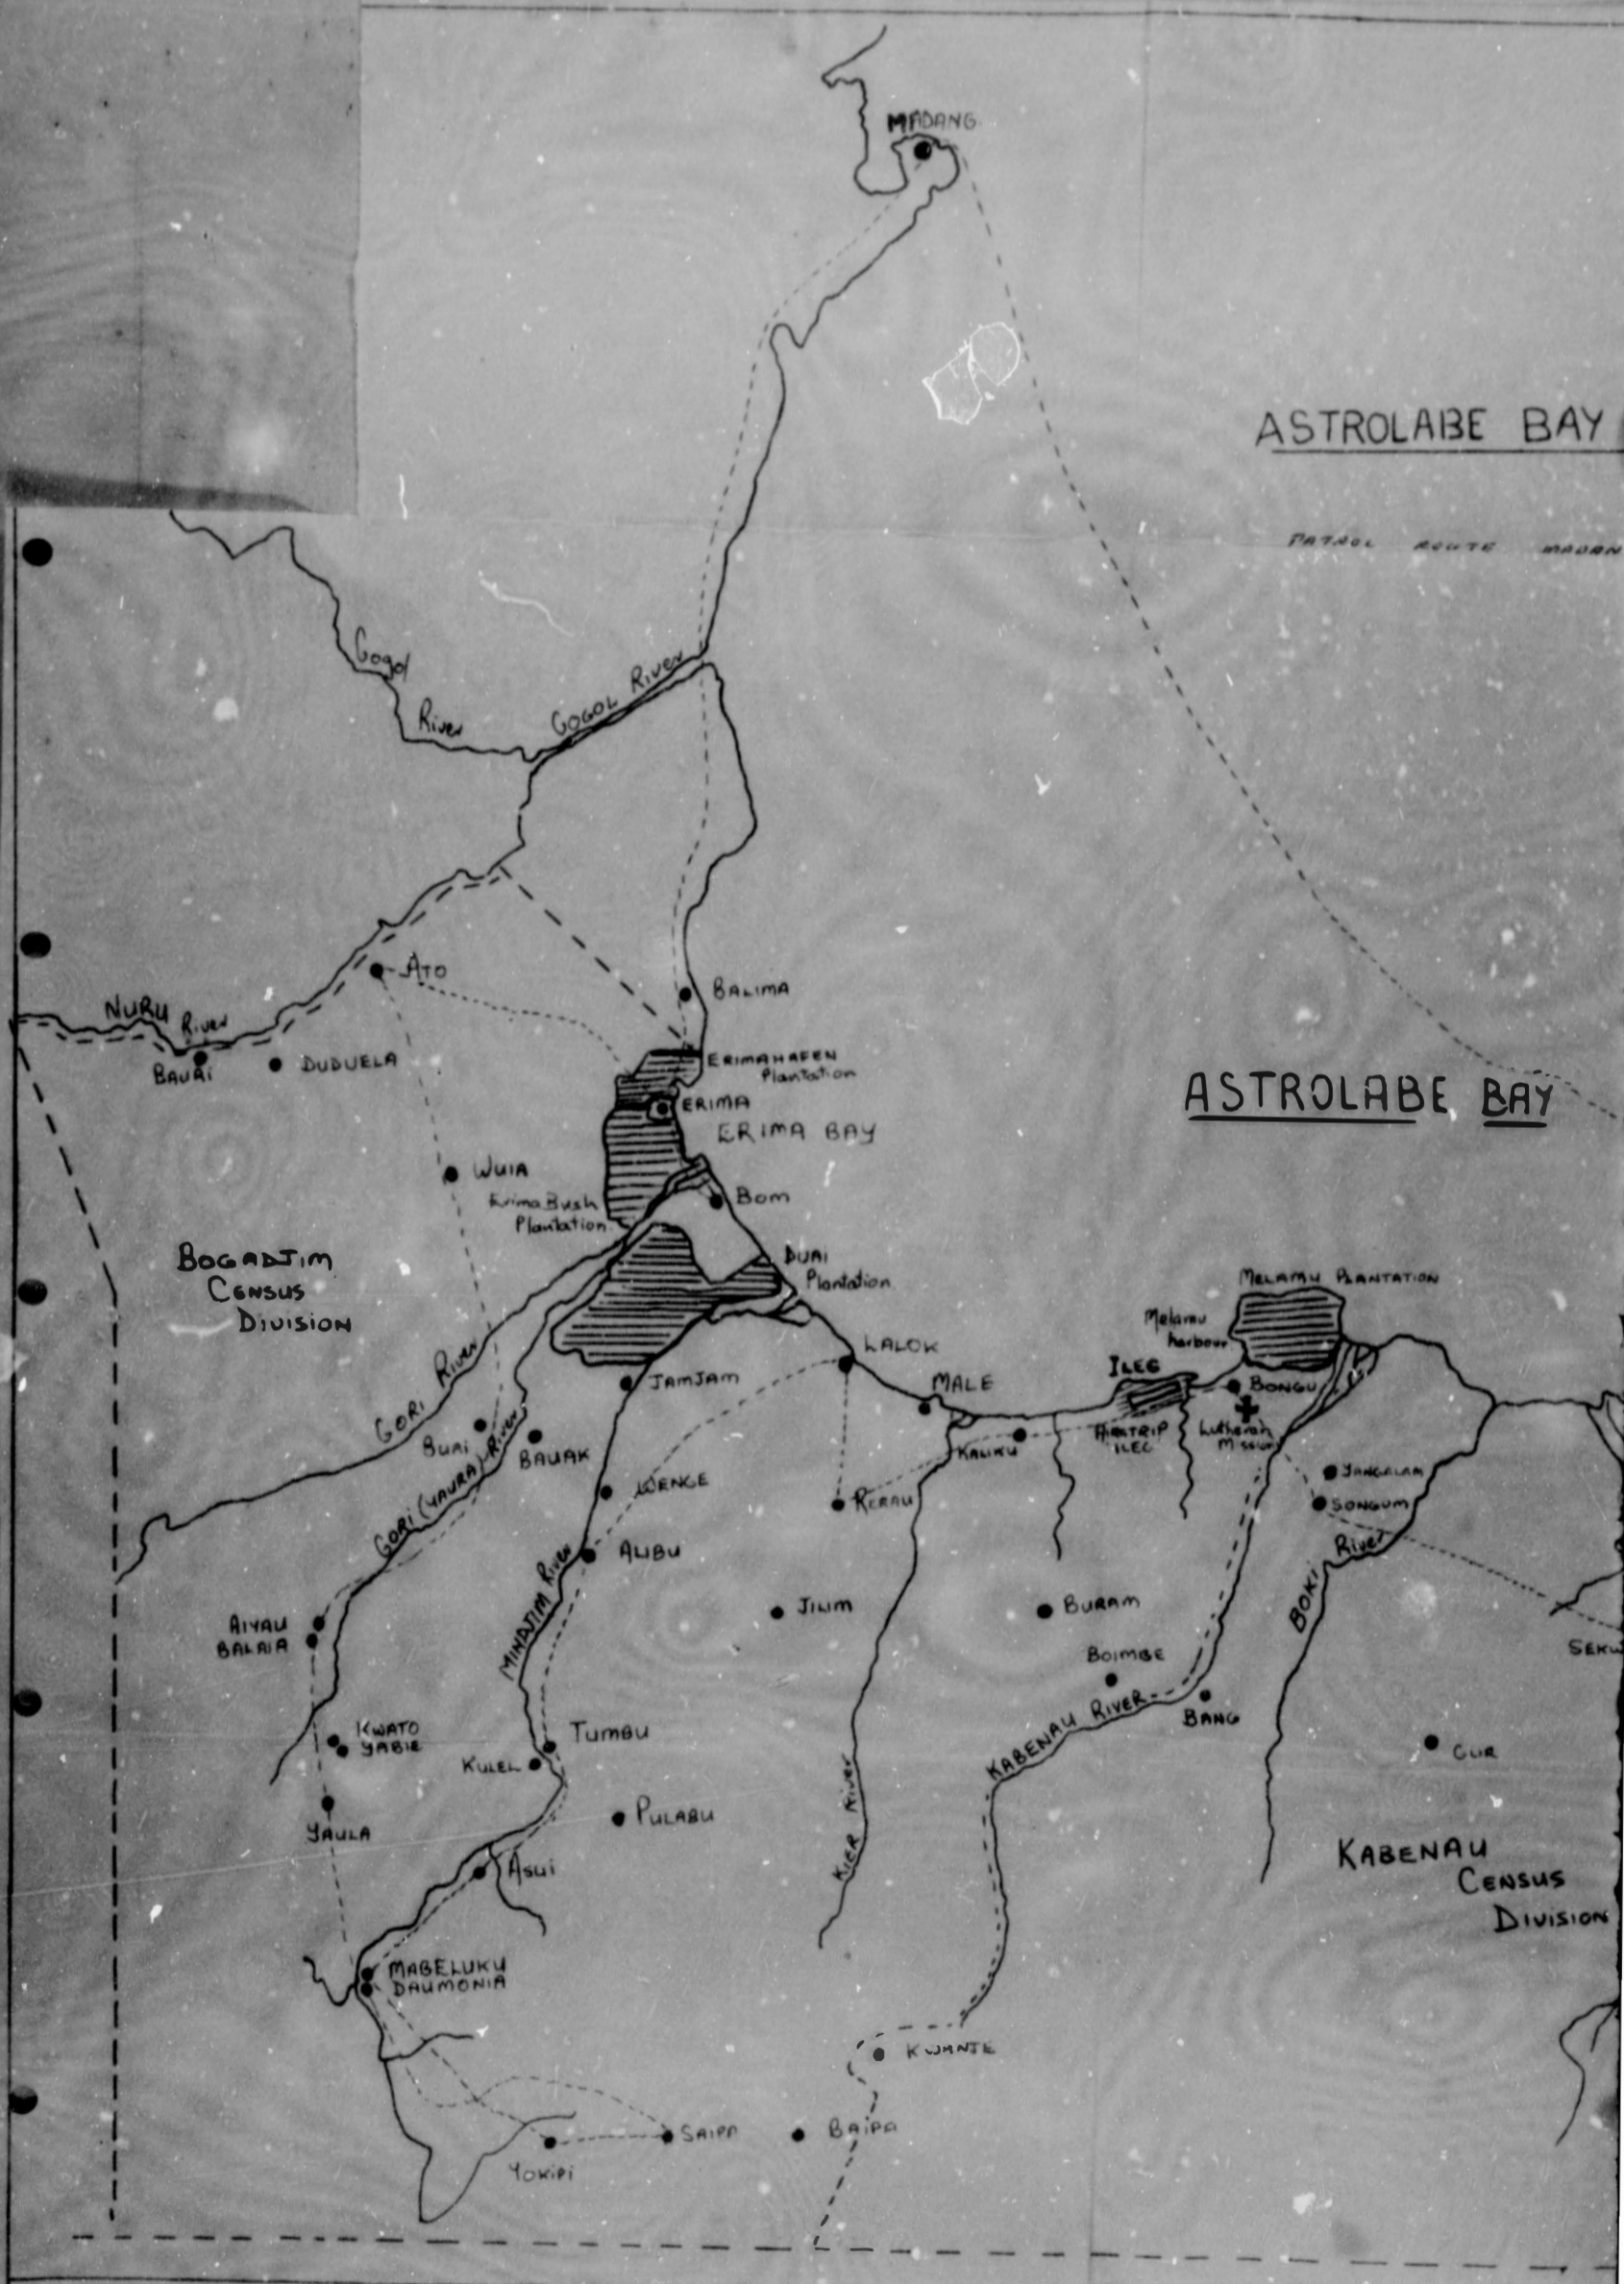 MADANG
ASTROLABE BAY
PATROL ROUTE
Gogol
River
GOGOL RIVER
ATO
BALIMA
NURU
River
BAURI
DUDUELA
ERIMAHAFEN
Plantation
ERIMA
ERIMA BAY
ASTROLABE BAY
WUIA
Erima Bush
Plantation
BOM
BOGADJIM
CENSUS
DIVISION
DUAI
Plantation
MELAMU PLANTATION
Melamu
harbour
LALOK
JAMJAM
MALE
ILEG
BONGU
GORI River
BUAI
BAUAK
KALIKU
AIRSTRIP
ILEG
Lutheran
Mission
WENGE
RERAU
YANGALAM
SONGUM
GORI (YAURA) River
ALIBU
BOKI River
MINDJIM River
JILIM
BURAM
AIYAU
BALAIA
BOIMBE
KWATO
YABIE
TUMBU
KULEL
KABENAU RIVER
BANG
GUR
PULABU
YAULA
KIER River
ASUI
KABENAU
CENSUS
DIVISION
MABELUKU
DAUMONIA
KWANJE
SAIPA
BAIPA
YOKIPI